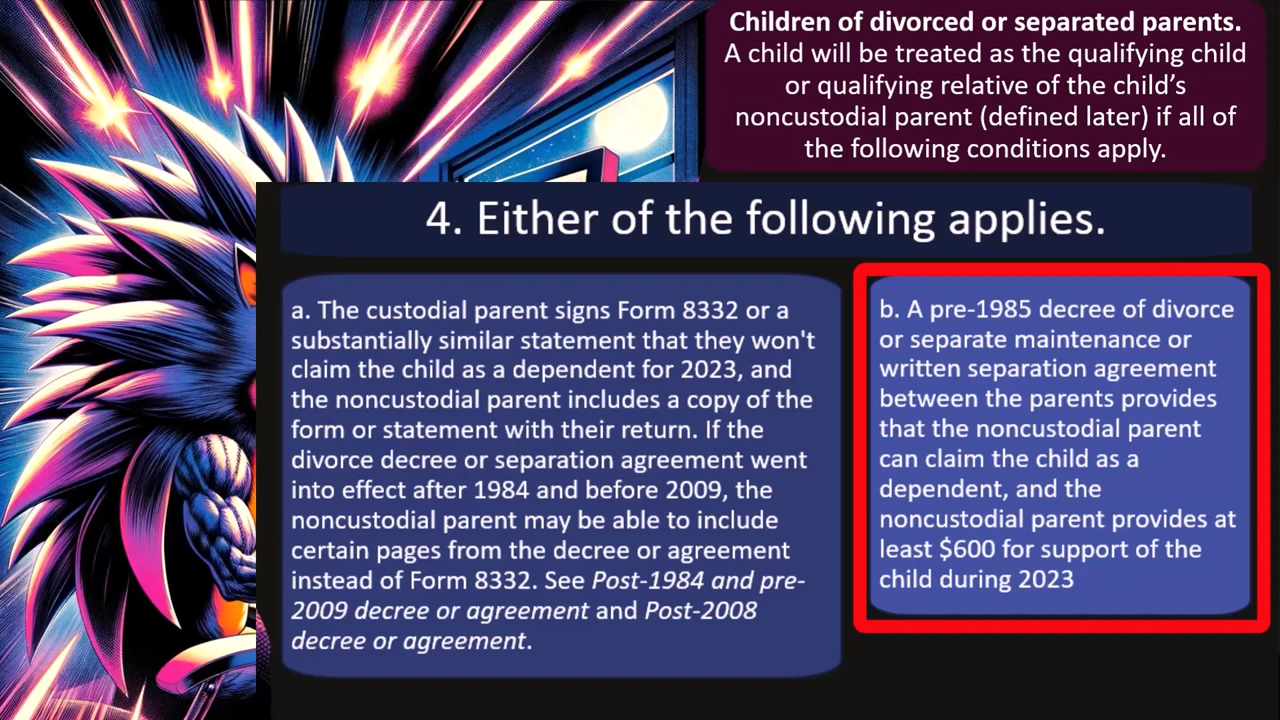 Children of divorced or separated parents.
A child will be treated as the qualifying child
or qualifying relative of the child’s
noncustodial parent (defined later) if all of
the following conditions apply.
4. Either of the following applies.
a. The custodial parent signs Form 8332 or a
substantially similar statement that they won't
claim the child as a dependent for 2023, and
the noncustodial parent includes a copy of the
form or statement with their return. If the
divorce decree or separation agreement went
into effect after 1984 and before 2009, the
noncustodial parent may be able to include
certain pages from the decree or agreement
instead of Form 8332. See Post-1984 and pre-
2009 decree or agreement and Post-2008
decree or agreement.
b. A pre-1985 decree of divorce
or separate maintenance or
written separation agreement
between the parents provides
that the noncustodial parent
can claim the child as a
dependent, and the
noncustodial parent provides at
least $600 for support of the
child during 2023